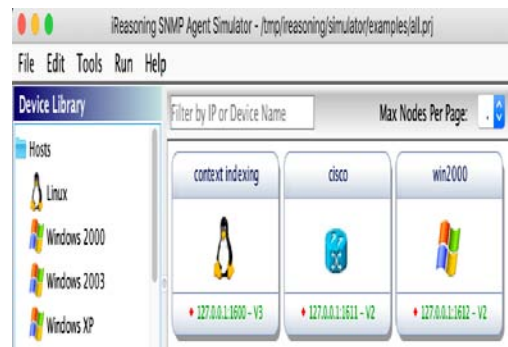 iReasoning SNMP Agent Simulator - /tmp/ireasoning/simulator/examples/all.prj
File Edit Tools Run Help
Device Library
Filter by IP or Device Name
Max Nodes Per Page:
Hosts
Linux
Windows 2000
Windows 2003
Windows XP
context indexing
cisco
win2000
127.0.0.1:1600 - V3
127.0.0.1:1611 - V2
127.0.0.1:1612 - V2